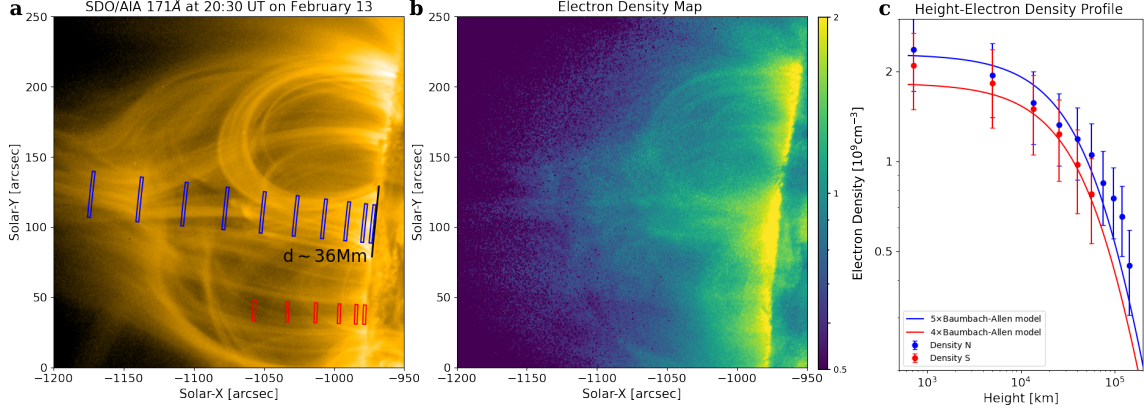 a
SDO/AIA 171Å at 20:30 UT on February 13
250
200
150
100
50
0
Solar-Y [arcsec]
d ~ 36Mm
−1200
−1150
−1100
−1050
−1000
−950
Solar-X [arcsec]
b
Electron Density Map
250
200
150
100
50
0
Solar-Y [arcsec]
−1200
−1150
−1100
−1050
−1000
−950
Solar-X [arcsec]
2
1
0.5
Electron Density [10⁹cm⁻³]
c
Height-Electron Density Profile
2
1
0.5
5×Baumbach-Allen model
4×Baumbach-Allen model
Density N
Density S
10³
10⁴
10⁵
Height [km]